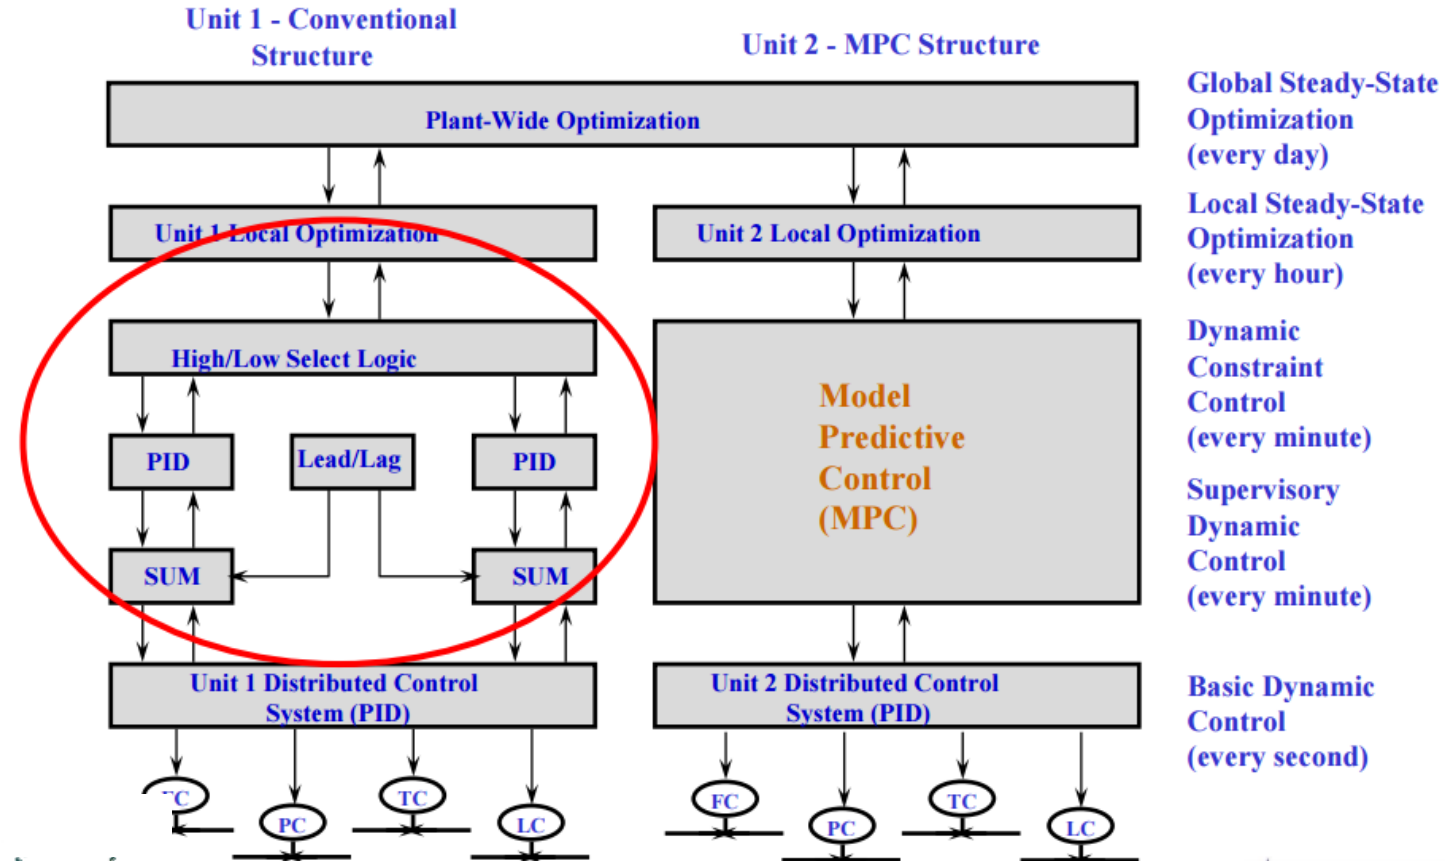 Unit 1 - Conventional
Structure
Unit 2 - MPC Structure
Plant-Wide Optimization
Global Steady-State
Optimization
(every day)
Unit 1 Local Optimization
Unit 2 Local Optimization
Local Steady-State
Optimization
(every hour)
High/Low Select Logic
PID
Lead/Lag
PID
SUM
SUM
Model
Predictive
Control
(MPC)
Dynamic
Constraint
Control
(every minute)
Supervisory
Dynamic
Control
(every minute)
Unit 1 Distributed Control
System (PID)
Unit 2 Distributed Control
System (PID)
Basic Dynamic
Control
(every second)
PC
TC
LC
FC
PC
TC
LC